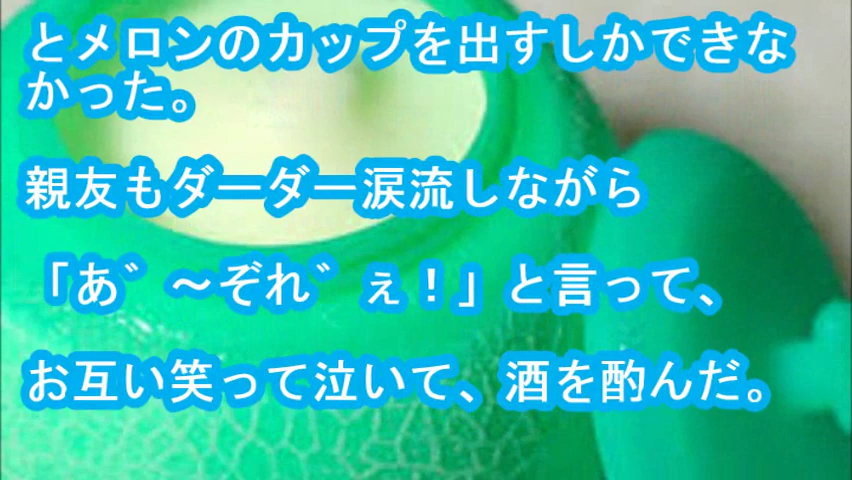 とメロンのカップを出すしかできな
かった。
親友もダーダー涙流しながら
「あ゛～ぞれ゛ぇ！」と言って、
お互い笑って泣いて、酒を酌んだ。